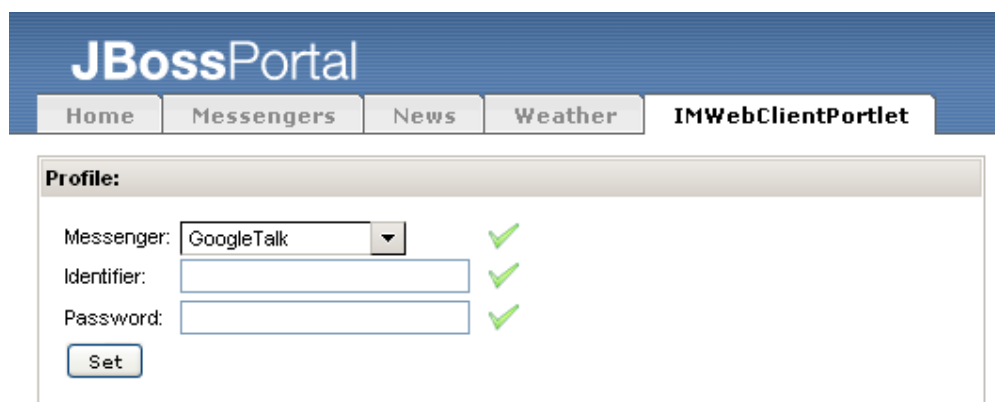 JBossPortal
Home Messengers News Weather IMWebClientPortlet
Profile:
Messenger: GoogleTalk
Identifier:
Password:
Set